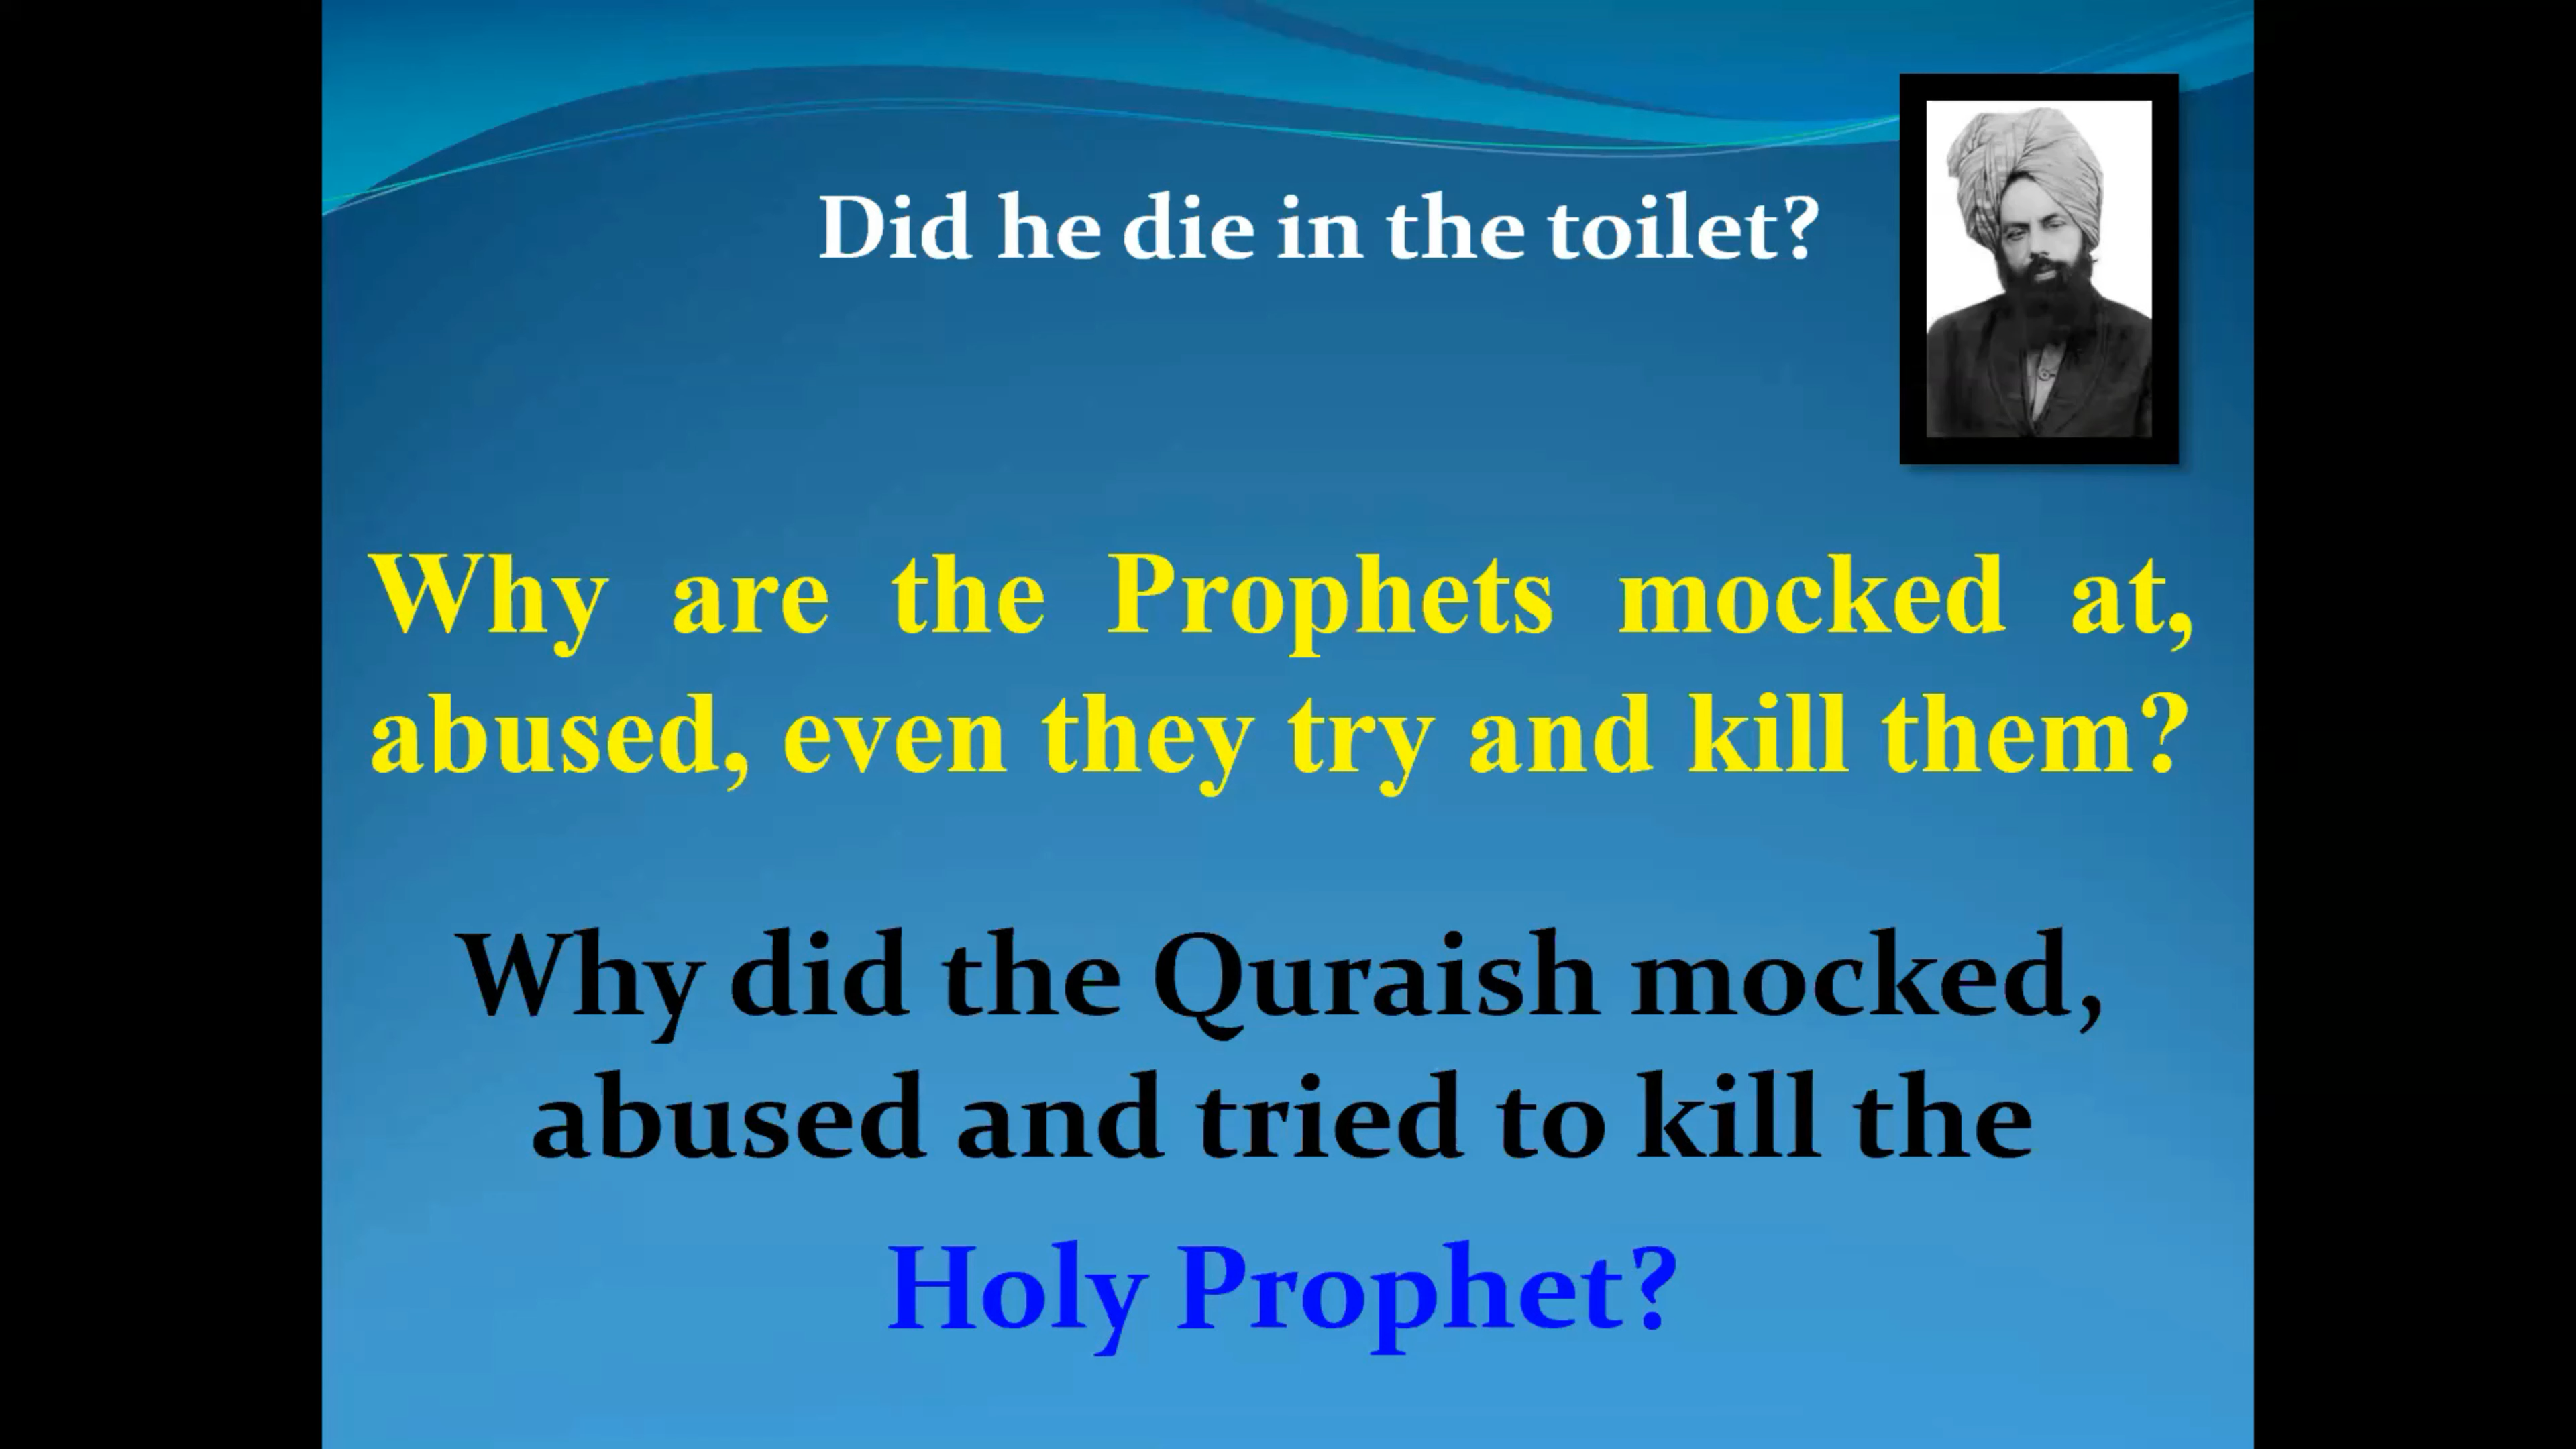 Did he die in the toilet?
Why are the Prophets mocked at,
abused, even they try and kill them?
Why did the Quraish mocked,
abused and tried to kill the
Holy Prophet?